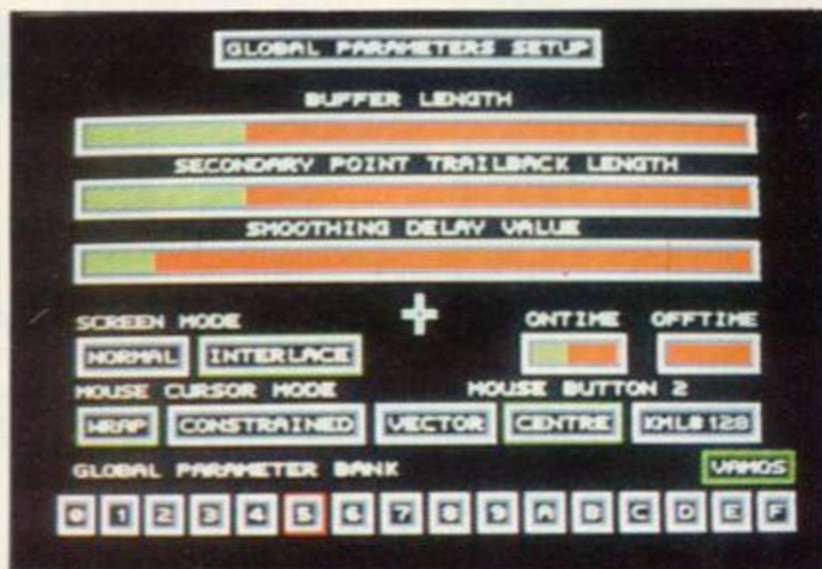 GLOBAL PARAMETERS SETUP
BUFFER LENGTH
SECONDARY POINT TRAILBACK LENGTH
SMOOTHING DELAY VALUE
SCREEN MODE ONTIME OFFTIME
NORMAL INTERLACE
MOUSE CURSOR MODE MOUSE BUTTON 2
WRAP CONSTRAINED VECTOR CENTRE
GLOBAL PARAMETER BANK VAMOS
0 1 2 3 4 5 6 7 8 9 A B C D E F